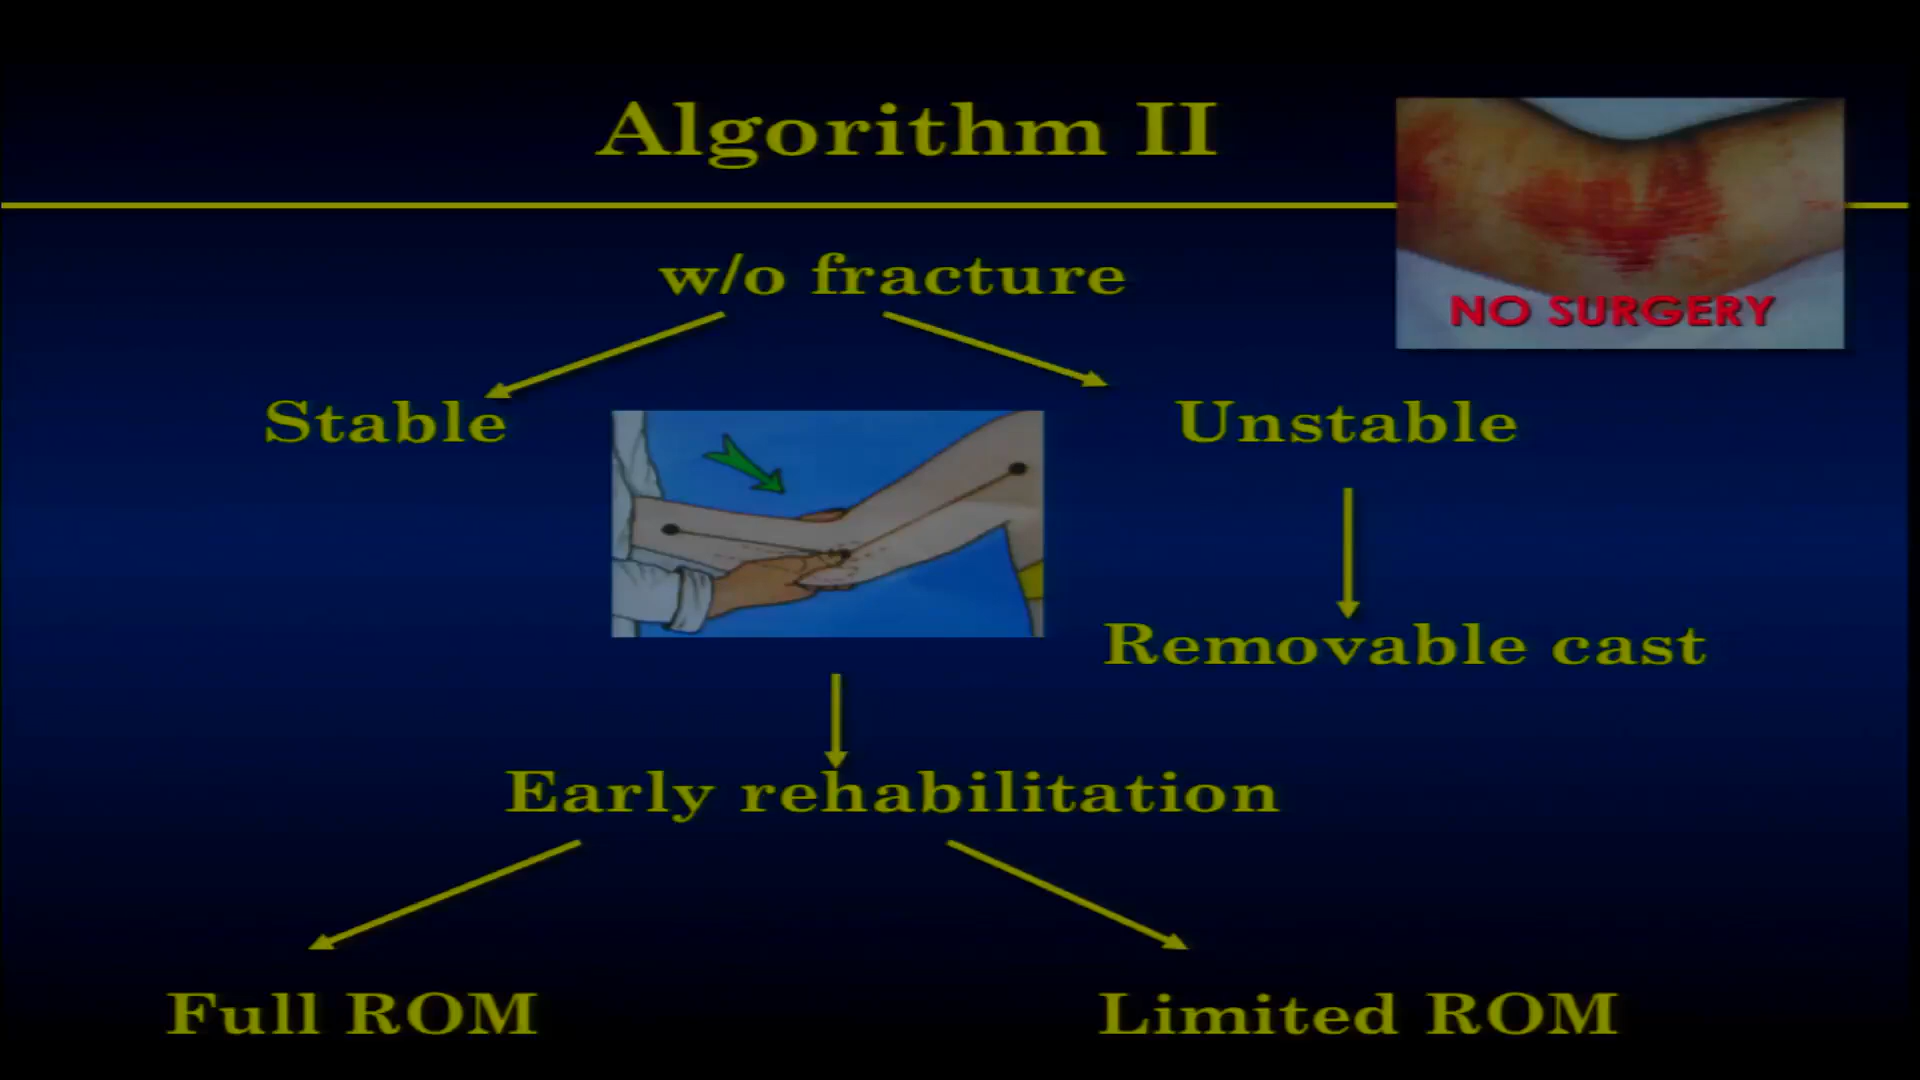 Algorithm II
NO SURGERY
w/o fracture
Stable
Unstable
Removable cast
Early rehabilitation
Full ROM
Limited ROM